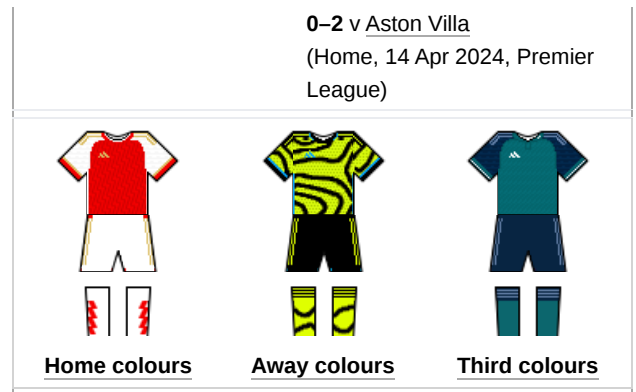 0–2 v Aston Villa
(Home, 14 Apr 2024, Premier
League)
Home colours
Away colours
Third colours